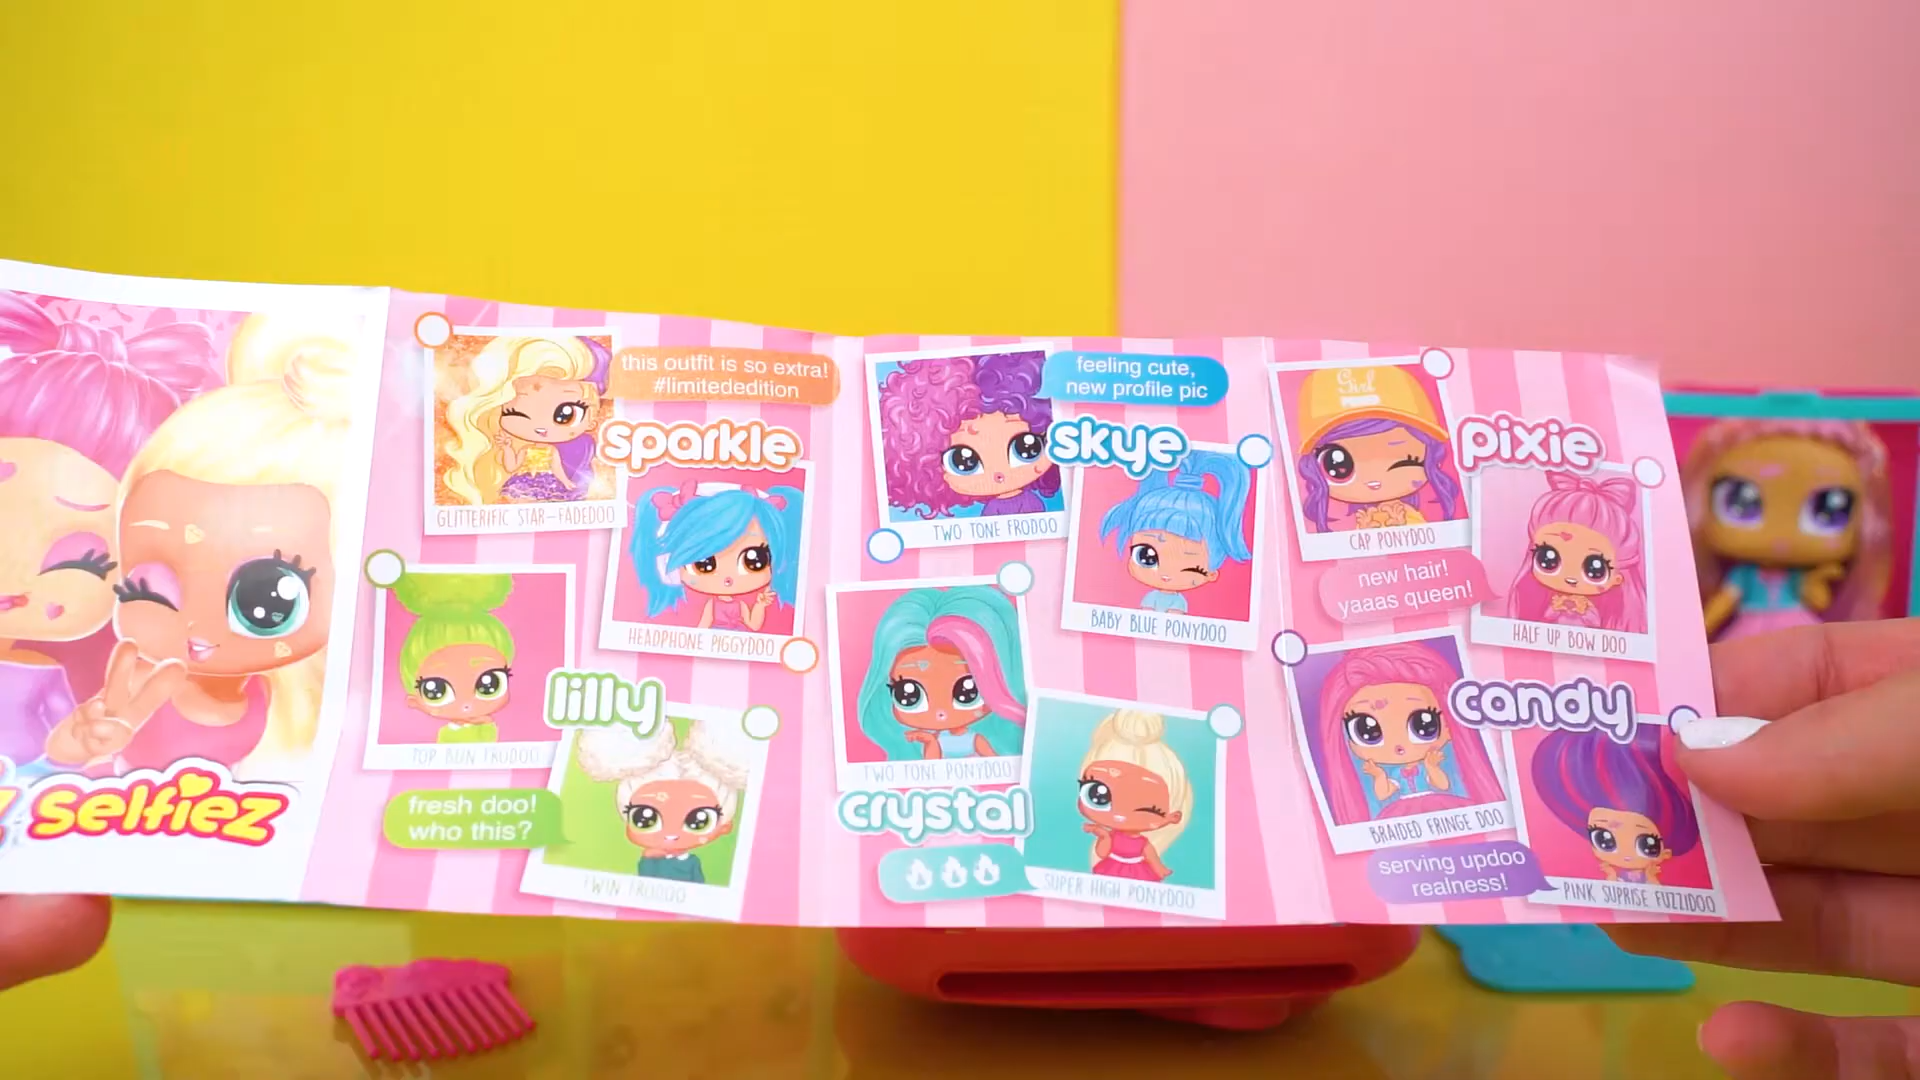 selfiez
this outfit is so extra!
#limitededition
sparkle
GLITTERIFIC STAR-FADEDOO
HEADPHONE PIGGYDOO
lilly
TOP BUN FRODOO
fresh doo!
who this?
TWIN FRODOO
feeling cute,
new profile pic
skye
TWO TONE FRODOO
BABY BLUE PONYDOO
TWO TONE PONYDOO
crystal
SUPER HIGH PONYDOO
Girl
pixie
CAP PONYDOO
new hair!
yaaas queen!
HALF UP BOW DOO
candy
BRAIDED FRINGE DOO
serving updoo
realness!
PINK SUPRISE FUZZIDOO